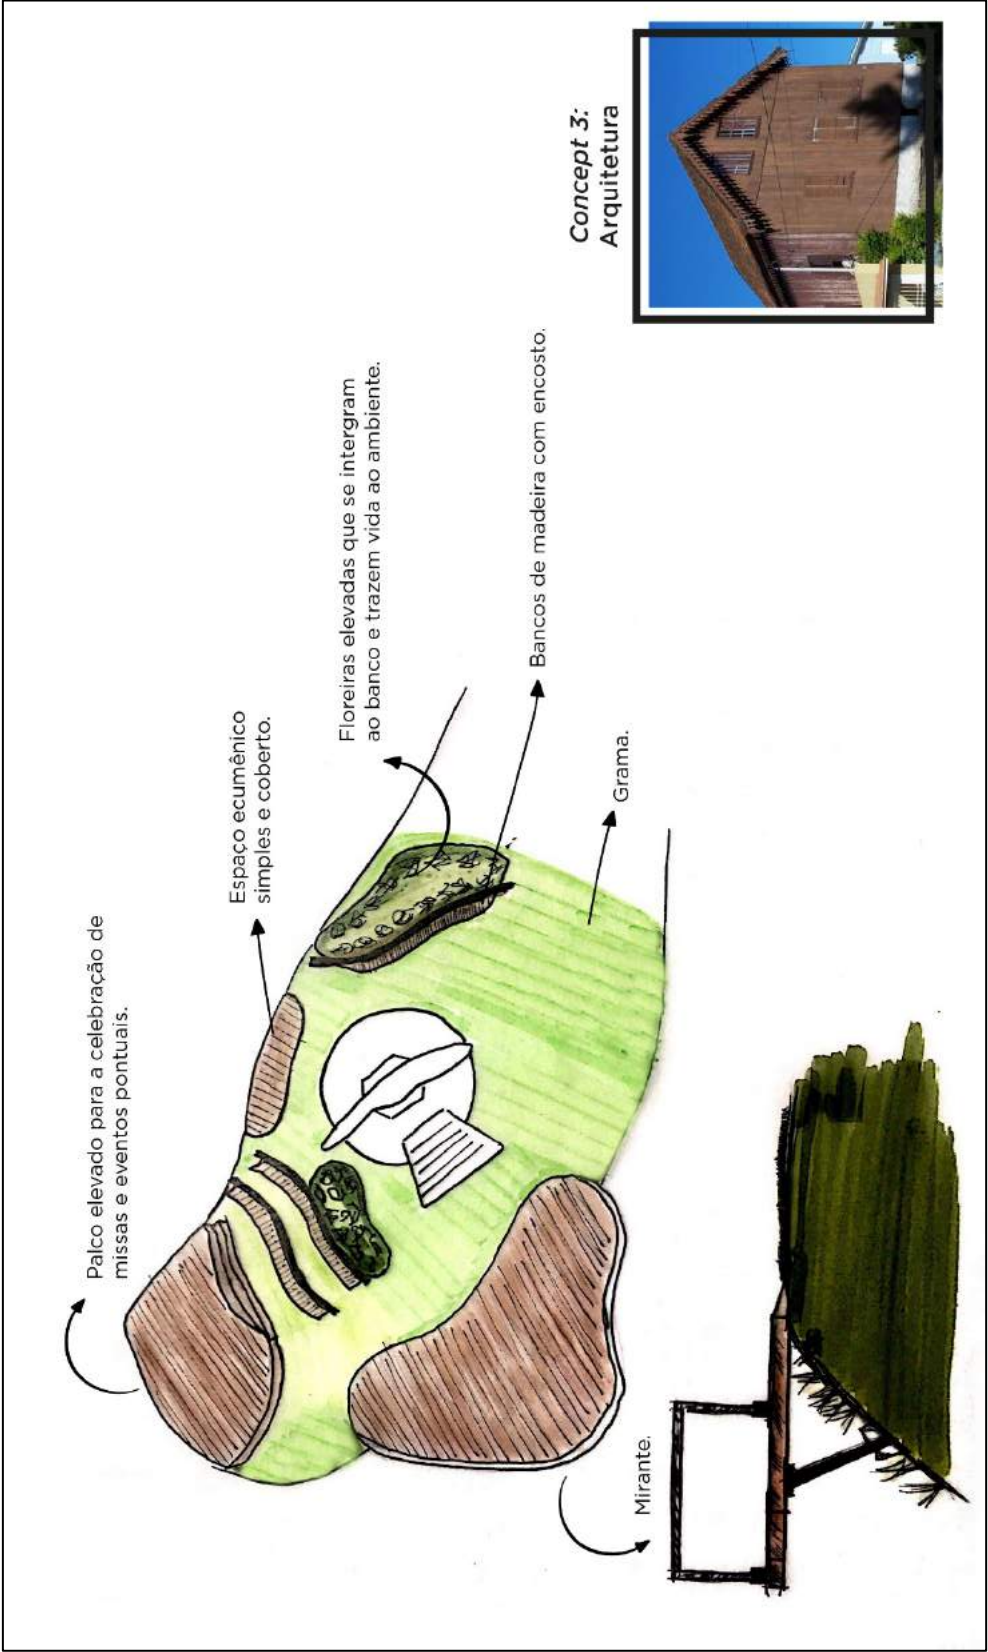 Palco elevado para a celebração de
missas e eventos pontuais.
Espaço ecumênico
simples e coberto.
Floreiras elevadas que se intergram
ao banco e trazem vida ao ambiente.
Bancos de madeira com encosto.
Grama.
Mirante.
Concept 3:
Arquitetura